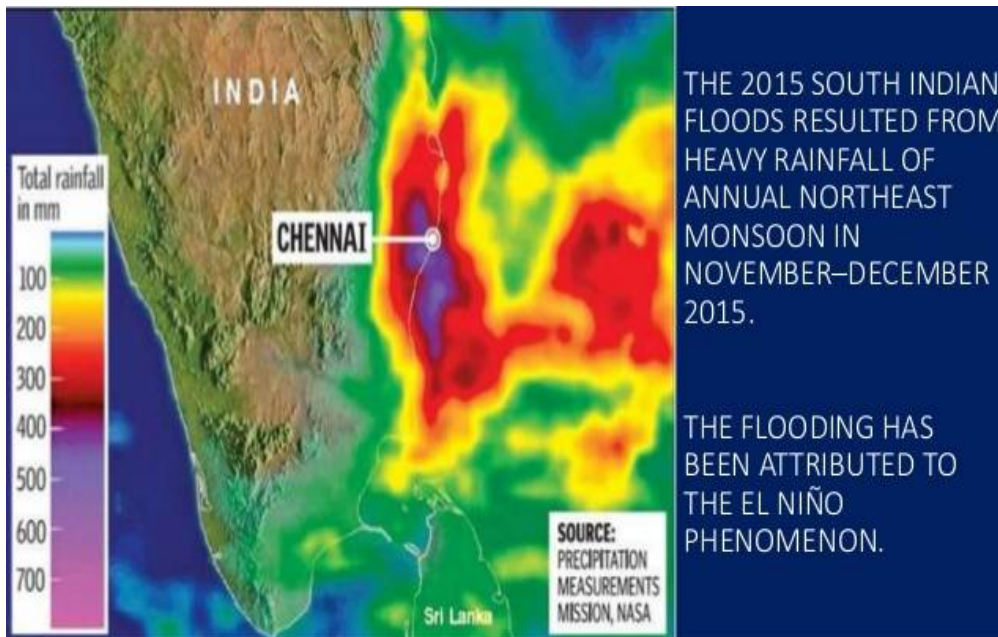 INDIA
Total rainfall
in mm
100
200
300
400
500
600
700
CHENNAI
SOURCE:
PRECIPITATION
MEASUREMENTS
MISSION, NASA
Sri Lanka
THE 2015 SOUTH INDIAN
FLOODS RESULTED FROM
HEAVY RAINFALL OF
ANNUAL NORTHEAST
MONSOON IN
NOVEMBER–DECEMBER
2015.
THE FLOODING HAS
BEEN ATTRIBUTED TO
THE EL NIÑO
PHENOMENON.